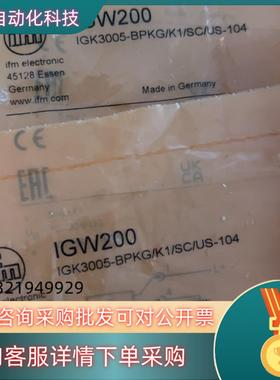 自动化科技
IGW200
IGK3005-BPKG/K1/SC/US-104
ifm electronic
45128 Essen
Germany
www.ifm.com
Made in Germany
CE
EAC
UK
CA
ifm
IGW200
IGK3005-BPKG/K1/SC/US-104
321949929
咨询采购批发可对公开票
客服详情下单采购